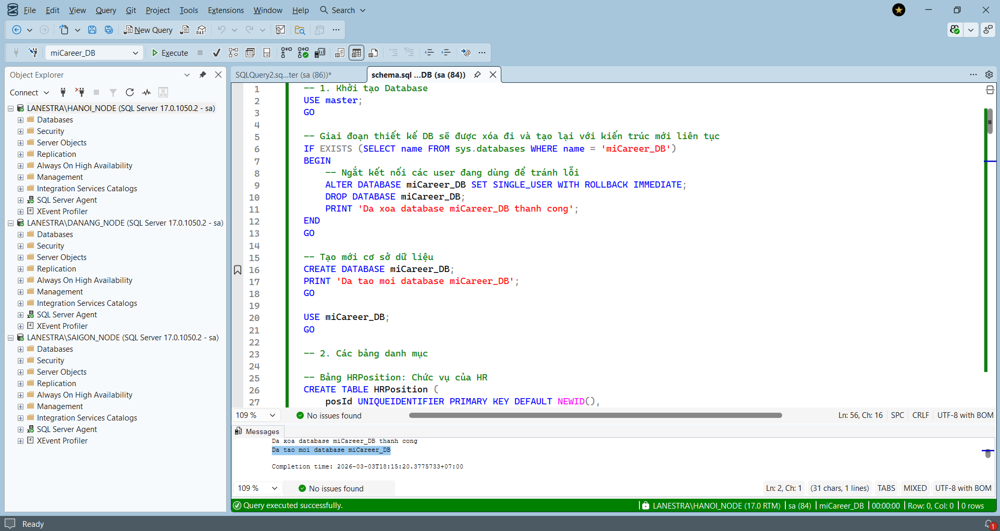 File Edit View Query Git Project Tools Extensions Window Help Search
New Query DAX
miCareer_DB Execute
Object Explorer
Connect
LANESTRA\HANOI_NODE (SQL Server 17.0.1050.2 - sa)
Databases
Security
Server Objects
Replication
Always On High Availability
Management
Integration Services Catalogs
SQL Server Agent
XEvent Profiler
LANESTRA\DANANG_NODE (SQL Server 17.0.1050.2 - sa)
Databases
Security
Server Objects
Replication
Always On High Availability
Management
Integration Services Catalogs
SQL Server Agent
XEvent Profiler
LANESTRA\SAIGON_NODE (SQL Server 17.0.1050.2 - sa)
Databases
Security
Server Objects
Replication
Always On High Availability
Management
Integration Services Catalogs
SQL Server Agent
XEvent Profiler
SQLQuery2.sq...ter (sa (86))* schema.sql ...DB (sa (84))
1 -- 1. Khởi tạo Database
2 USE master;
3 GO
4
5 -- Giai đoạn thiết kế DB sẽ được xóa đi và tạo lại với kiến trúc mới liên tục
6 IF EXISTS (SELECT name FROM sys.databases WHERE name = 'miCareer_DB')
7 BEGIN
8 -- Ngắt kết nối các user đang dùng để tránh lỗi
9 ALTER DATABASE miCareer_DB SET SINGLE_USER WITH ROLLBACK IMMEDIATE;
10 DROP DATABASE miCareer_DB;
11 PRINT 'Da xoa database miCareer_DB thanh cong';
12 END
13 GO
14
15 -- Tạo mới cơ sở dữ liệu
16 CREATE DATABASE miCareer_DB;
17 PRINT 'Da tao moi database miCareer_DB';
18 GO
19
20 USE miCareer_DB;
21 GO
22
23 -- 2. Các bảng danh mục
24
25 -- Bảng HRPosition: Chức vụ của HR
26 CREATE TABLE HRPosition (
27 posId UNIQUEIDENTIFIER PRIMARY KEY DEFAULT NEWID(),
109 % No issues found Ln: 56, Ch: 16 SPC CRLF UTF-8 with BOM
Messages
Da xoa database miCareer_DB thanh cong
Da tao moi database miCareer_DB
Completion time: 2026-03-03T18:15:20.3775733+07:00
109 % No issues found Ln: 2, Ch: 1 (31 chars, 1 lines) TABS MIXED UTF-8 with BOM
Query executed successfully. LANESTRA\HANOI_NODE (17.0 RTM) sa (84) miCareer_DB 00:00:00 Row: 0, Col: 0 0 rows
Ready 1